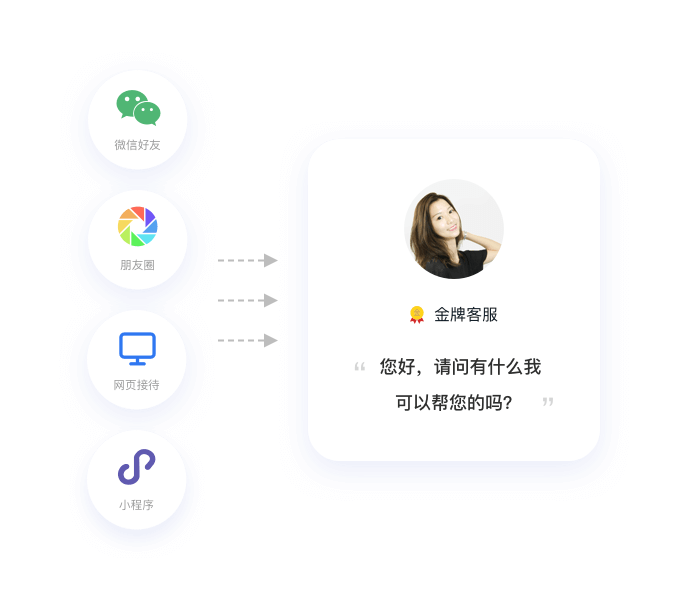 微信好友
朋友圈
网页接待
小程序
金牌客服
“ 您好，请问有什么我
可以帮您的吗? ”